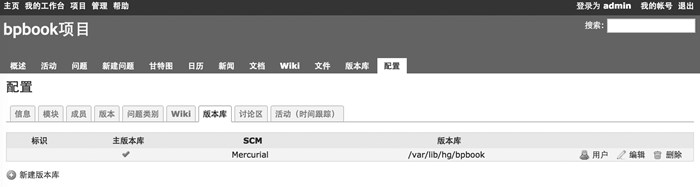 主页 我的工作台 项目 管理 帮助 登录为 admin 我的帐号 退出
bpbook项目 搜索:
概述 活动 问题 新建问题 甘特图 日历 新闻 文档 Wiki 文件 版本库 配置
配置
信息 模块 成员 版本 问题类别 Wiki 版本库 讨论区 活动（时间跟踪）
标识 主版本库 SCM 版本库
Mercurial /var/lib/hg/bpbook 用户 编辑 删除
新建版本库